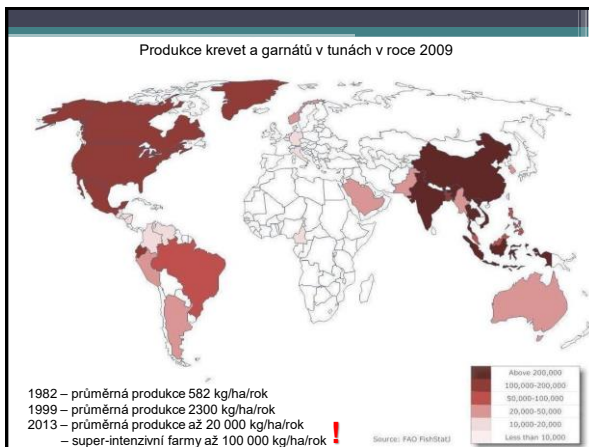 Produkce krevet a garnátů v tunách v roce 2009
1982 – průměrná produkce 582 kg/ha/rok
1999 – průměrná produkce 2300 kg/ha/rok
2013 – průměrná produkce až 20 000 kg/ha/rok
– super-intenzivní farmy až 100 000 kg/ha/rok !
Source: FAO FishStatJ
Above 200,000
100,000-200,000
50,000-100,000
20,000-50,000
10,000-20,000
Less than 10,000